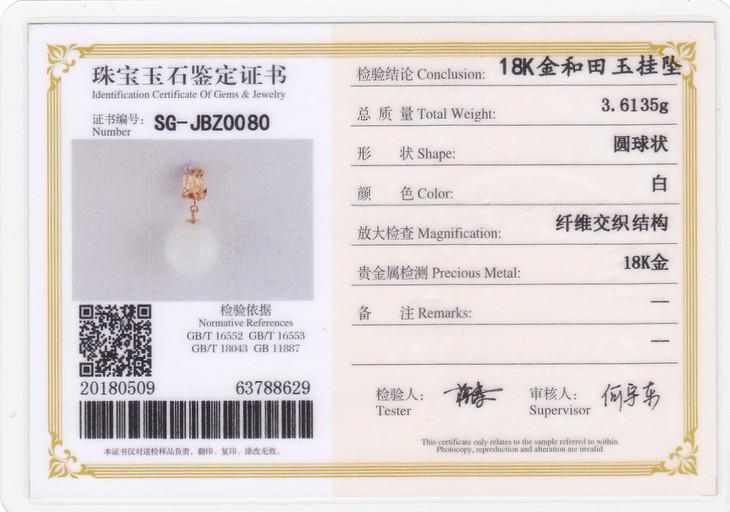 珠宝玉石鉴定证书
Identification Certificate Of Gems & Jewelry
证书编号: SG-JBZ0080
Number
检验依据
Normative References
GB/T 16552 GB/T 16553
GB/T 18043 GB 11887
20180509 63788629
本证书仅对送检样品负责，翻印、复印、涂改无效。
检验结论 Conclusion: 18K金和田玉挂坠
总 质 量 Total Weight: 3.6135g
形 状 Shape: 圆球状
颜 色 Color: 白
放大检查 Magnification: 纤维交织结构
贵金属检测 Precious Metal: 18K金
备 注 Remarks: --
--
检验人: 审核人:
Tester Supervisor
This certificate only relates to the sample referred to within.
Photocopy, reproduction and alteration are invalid.